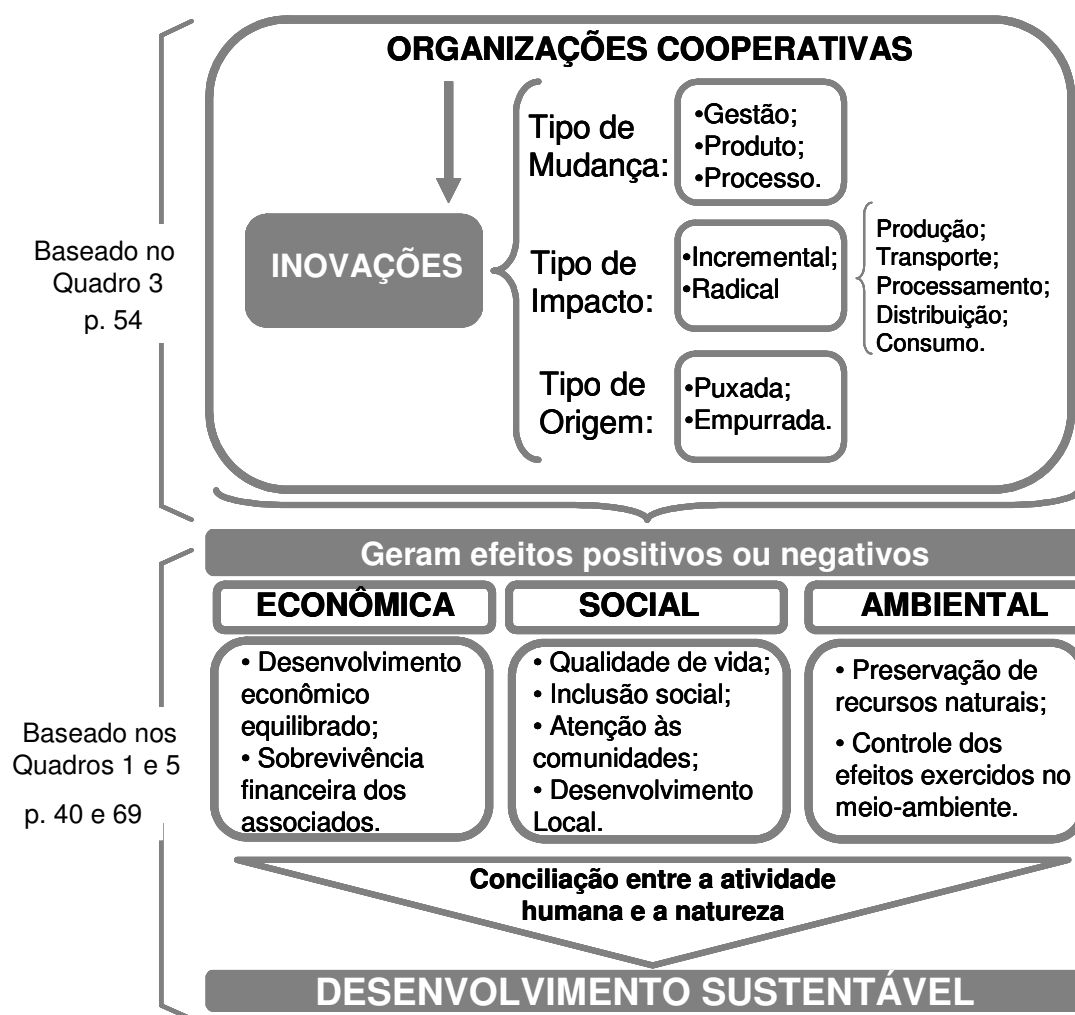 ORGANIZAÇÕES COOPERATIVAS
Tipo de
Mudança:
•Gestão;
•Produto;
•Processo.
Baseado no
Quadro 3
p. 54
INOVAÇÕES
Tipo de
Impacto:
•Incremental;
•Radical
Produção;
Transporte;
Processamento;
Distribuição;
Consumo.
Tipo de
Origem:
•Puxada;
•Empurrada.
Geram efeitos positivos ou negativos
ECONÔMICA
SOCIAL
AMBIENTAL
Baseado nos
Quadros 1 e 5
p. 40 e 69
• Desenvolvimento
econômico
equilibrado;
• Sobrevivência
financeira dos
associados.
• Qualidade de vida;
• Inclusão social;
• Atenção às
comunidades;
• Desenvolvimento
Local.
• Preservação de
recursos naturais;
• Controle dos
efeitos exercidos no
meio-ambiente.
Conciliação entre a atividade
humana e a natureza
DESENVOLVIMENTO SUSTENTÁVEL